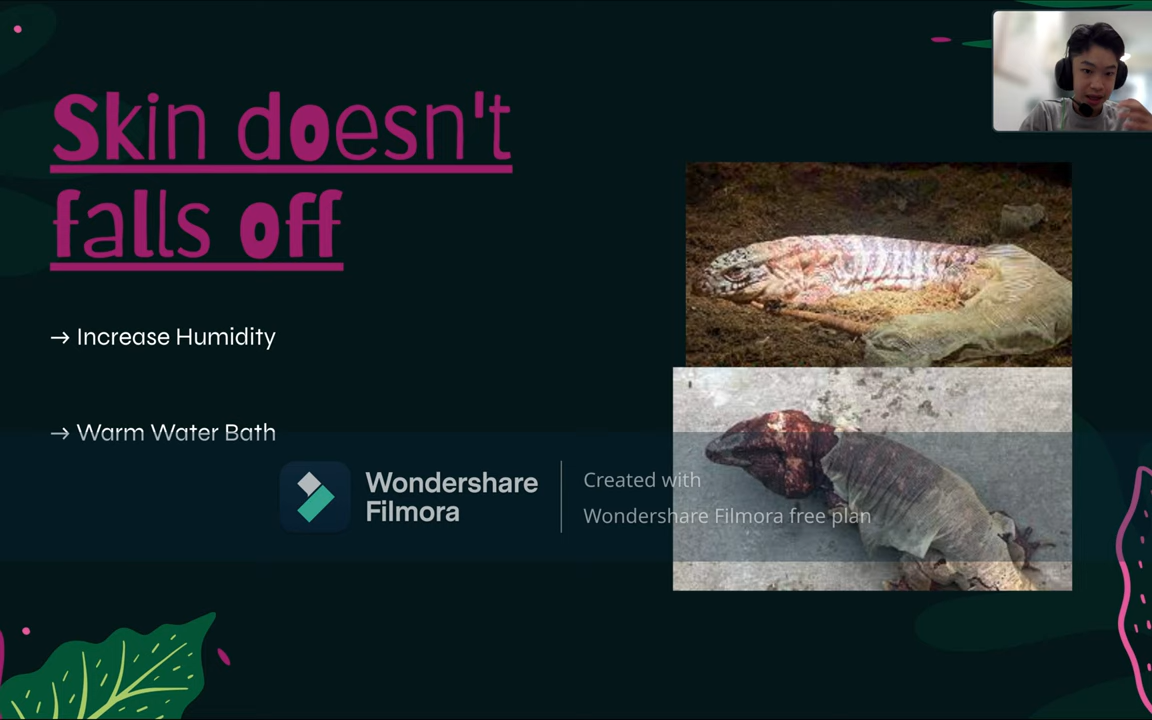 Skin doesn't
falls off
→ Increase Humidity
→ Warm Water Bath
Wondershare
Filmora
Created with
Wondershare Filmora free plan